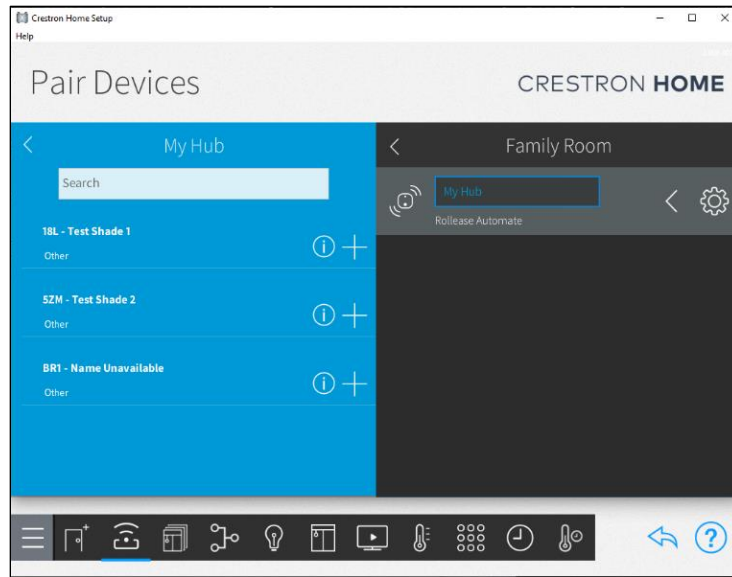 Crestron Home Setup
Help
Pair Devices
CRESTRON HOME
My Hub
Search
18L - Test Shade 1
Other
5ZM - Test Shade 2
Other
BR1 - Name Unavailable
Other
Family Room
My Hub
Rollease Automate